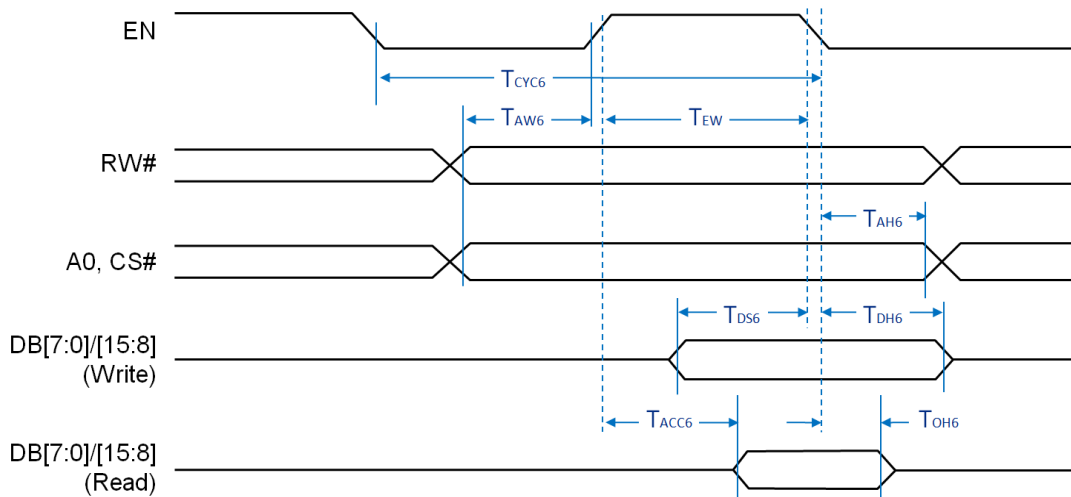 EN
TCYC6
TAW6
TEW
RW#
TAH6
A0, CS#
TDS6
TDH6
DB[7:0]/[15:8]
(Write)
TACC6
TOH6
DB[7:0]/[15:8]
(Read)